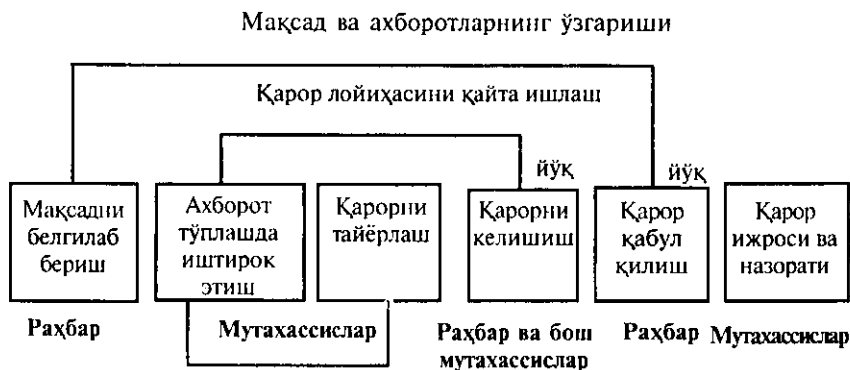 Мақсад ва ахборотларнинг ўзгариши
Қарор лойиҳасини қайта ишлаш
йўқ
йўқ
Мақсадни
белгилаб
бериш
Ахборот
тўплашда
иштирок
этиш
Қарорни
тайёрлаш
Қарорни
келишиш
Қарор
қабул
қилиш
Қарор
ижроси ва
назорати
Раҳбар
Мутахассислар
Раҳбар ва бош
мутахассислар
Раҳбар
Мутахассислар